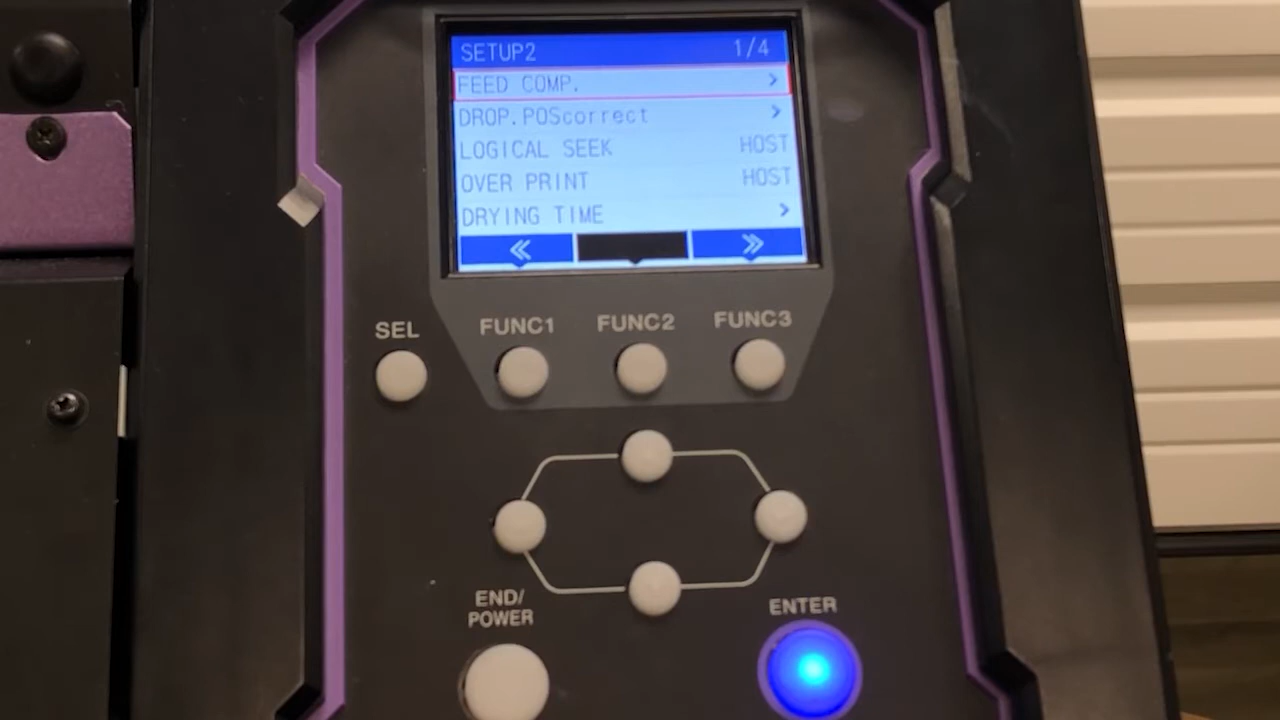 SETUP2 1/4
FEED COMP. >
DROP.POScorrect >
LOGICAL SEEK HOST
OVER PRINT HOST
DRYING TIME >
SEL
FUNC1 FUNC2 FUNC3
END/
POWER
ENTER